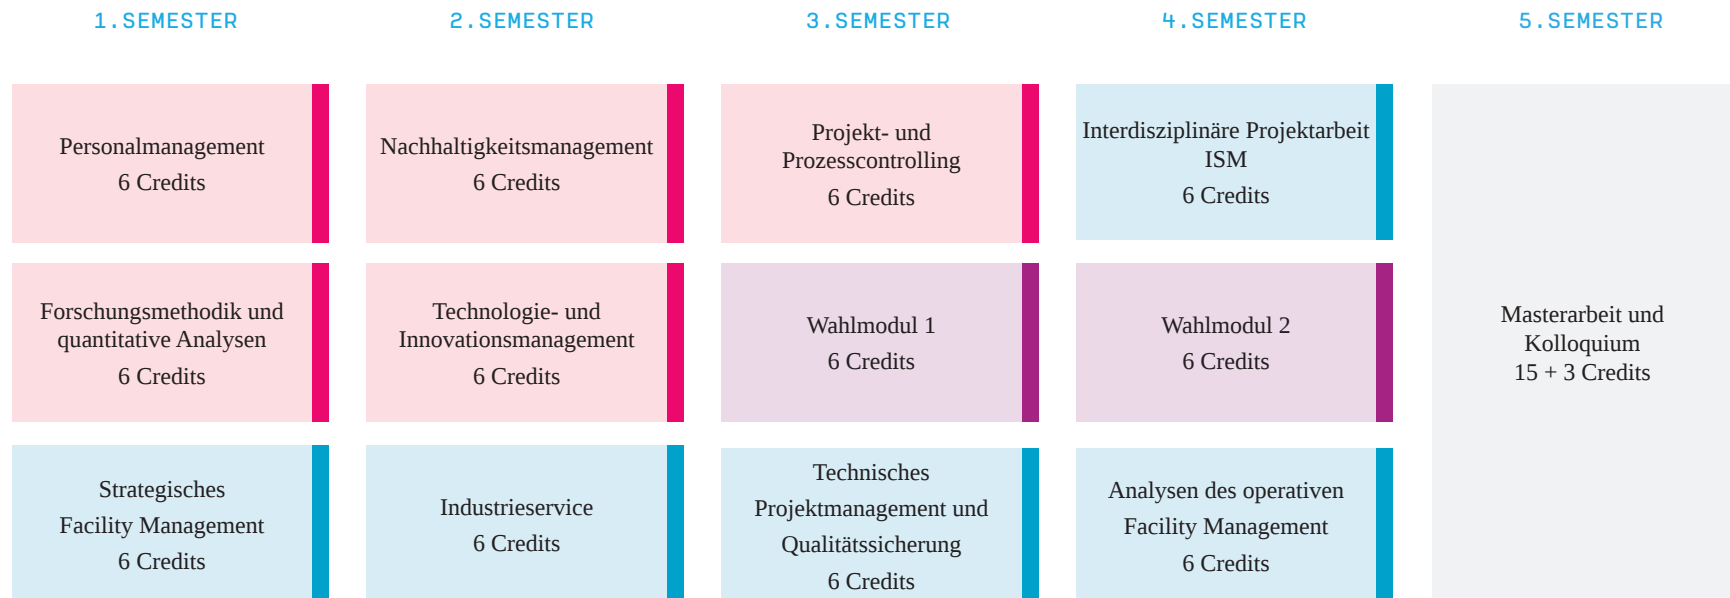 1.SEMESTER
2.SEMESTER
3.SEMESTER
4.SEMESTER
5.SEMESTER
Personalmanagement
6 Credits
Nachhaltigkeitsmanagement
6 Credits
Projekt- und
Prozesscontrolling
6 Credits
Interdisziplinäre Projektarbeit
ISM
6 Credits
Forschungsmethodik und
quantitative Analysen
6 Credits
Technologie- und
Innovationsmanagement
6 Credits
Wahlmodul 1
6 Credits
Wahlmodul 2
6 Credits
Masterarbeit und
Kolloquium
15 + 3 Credits
Strategisches
Facility Management
6 Credits
Industrieservice
6 Credits
Technisches
Projektmanagement und
Qualitätssicherung
6 Credits
Analysen des operativen
Facility Management
6 Credits